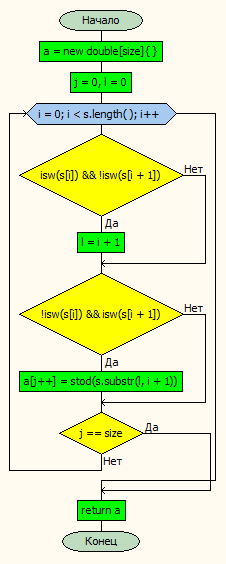 Начало
a = new double[size]{}
j = 0, l = 0
i = 0; i < s.length(); i++
isw(s[i]) && !isw(s[i + 1])
Нет
Да
l = i + 1
!isw(s[i]) && isw(s[i + 1])
Нет
Да
a[j++] = stod(s.substr(l, i + 1))
j == size
Да
Нет
return a
Конец